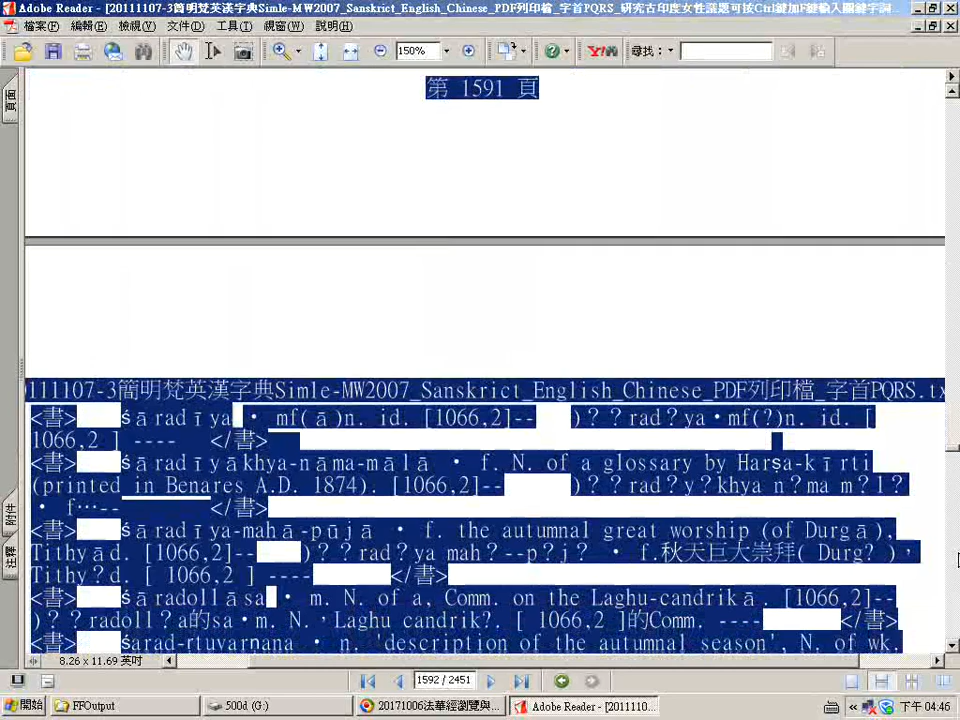 Adobe Reader - [20111107-3簡明梵英漢字典Simle-MW2007_Sanskrict_English_Chinese_PDF列印檔_字首PQRS_研究古印度女性議題可按Ctrl鍵加F鍵輸入關鍵字詞
檔案(F) 編輯(E) 檢視(V) 文件(D) 工具(T) 視窗(W) 說明(H)
150% Y! 尋找:
頁面
第 1591 頁
111107-3簡明梵英漢字典Simle-MW2007_Sanskrict_English_Chinese_PDF列印檔_字首PQRS.tx
<書> śāradīya • mf(ā)n. id. [1066,2]-- )??rad?ya•mf(?)n. id. [
1066,2 ] ---- </書>
<書> śāradīyākhya-nāma-mālā • f. N. of a glossary by Harṣa-kīrti
(printed in Benares A.D. 1874). [1066,2]-- )??rad?y?khya n?ma m?l?
• f…-- </書>
<書> śāradīya-mahā-pūjā • f. the autumnal great worship (of Durgā),
Tithyād. [1066,2]-- )??rad?ya mah?--p?j? • f.秋天巨大崇拜( Durg? ),
Tithy?d. [ 1066,2 ] ---- </書>
<書> śāradollāsa • m. N. of a, Comm. on the Laghu-candrikā. [1066,2]--
)??radoll?a的sa•m. N.,Laghu candrik?. [ 1066,2 ]的Comm. ---- </書>
<書> śarad-ṛtuvarṇana • n. 'description of the autumnal season', N. of wk.
附件
注釋
8.26 x 11.69 英吋
1592 / 2451
開始 FFOutput 500d (G:) 20171006法華經瀏覽與... Adobe Reader - [2011110... 下午 04:46